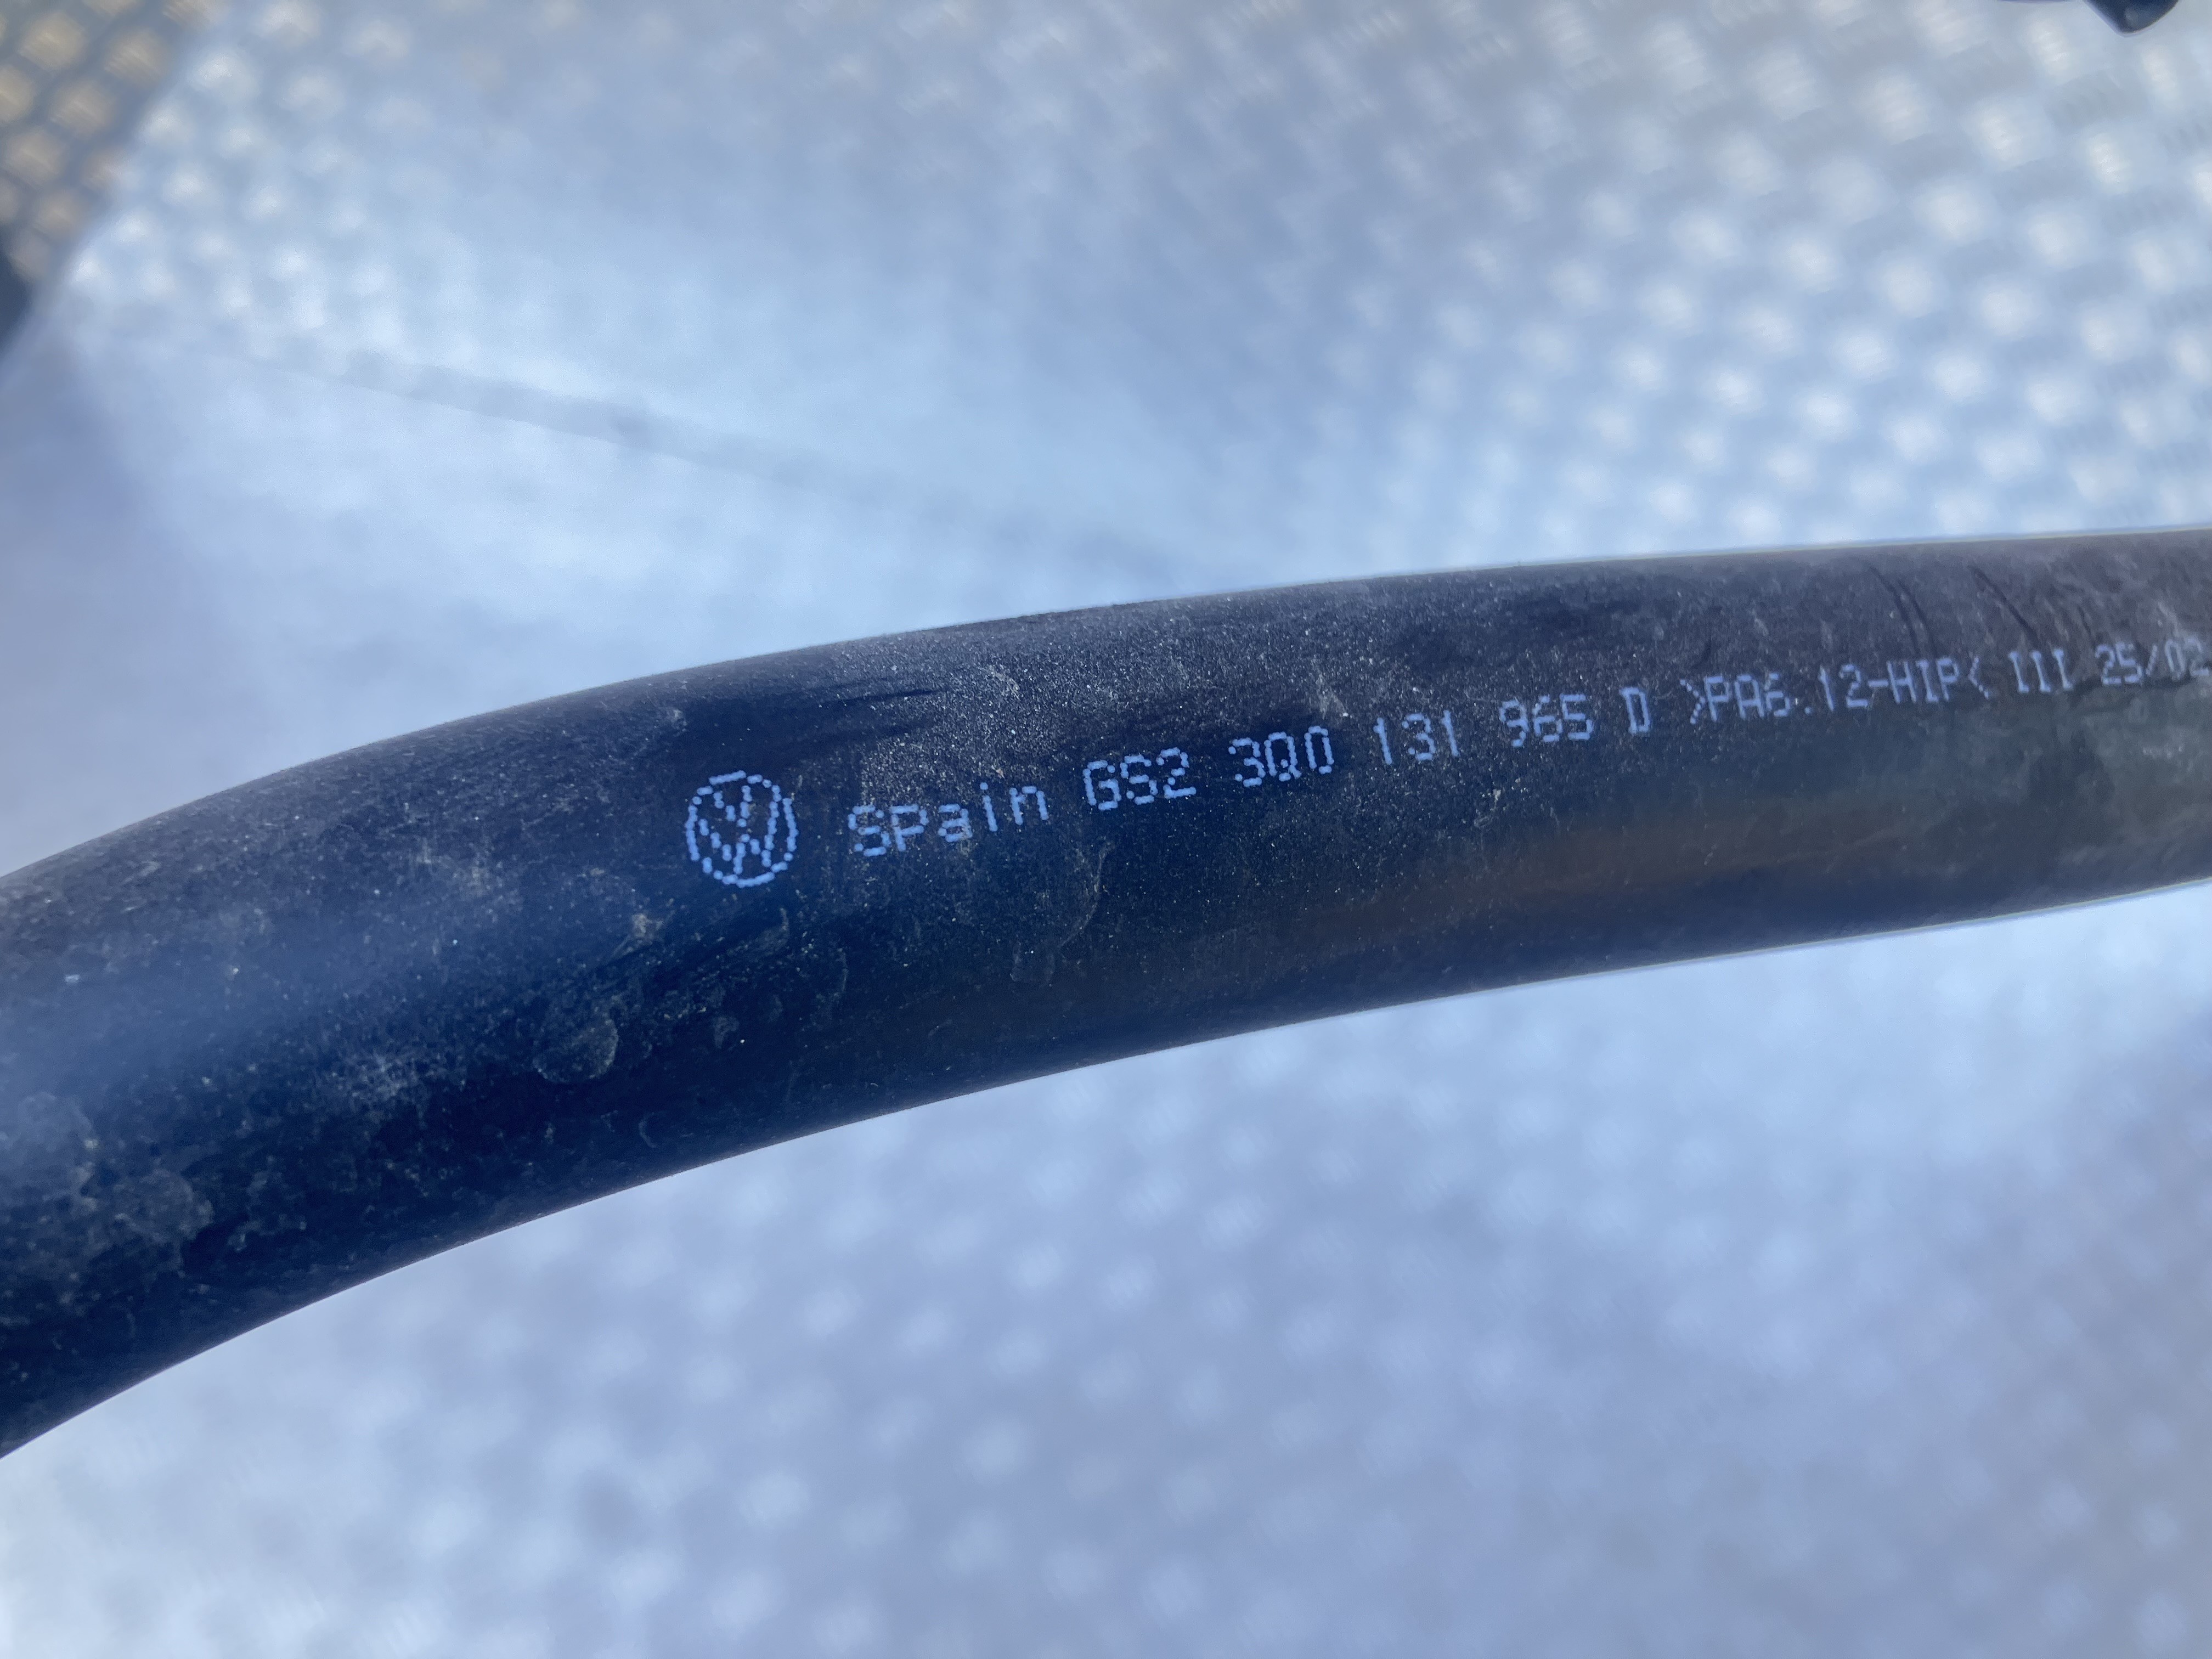 Spain GS2 3Q0 131 965 D >PA6.12-HIP< III 25/02